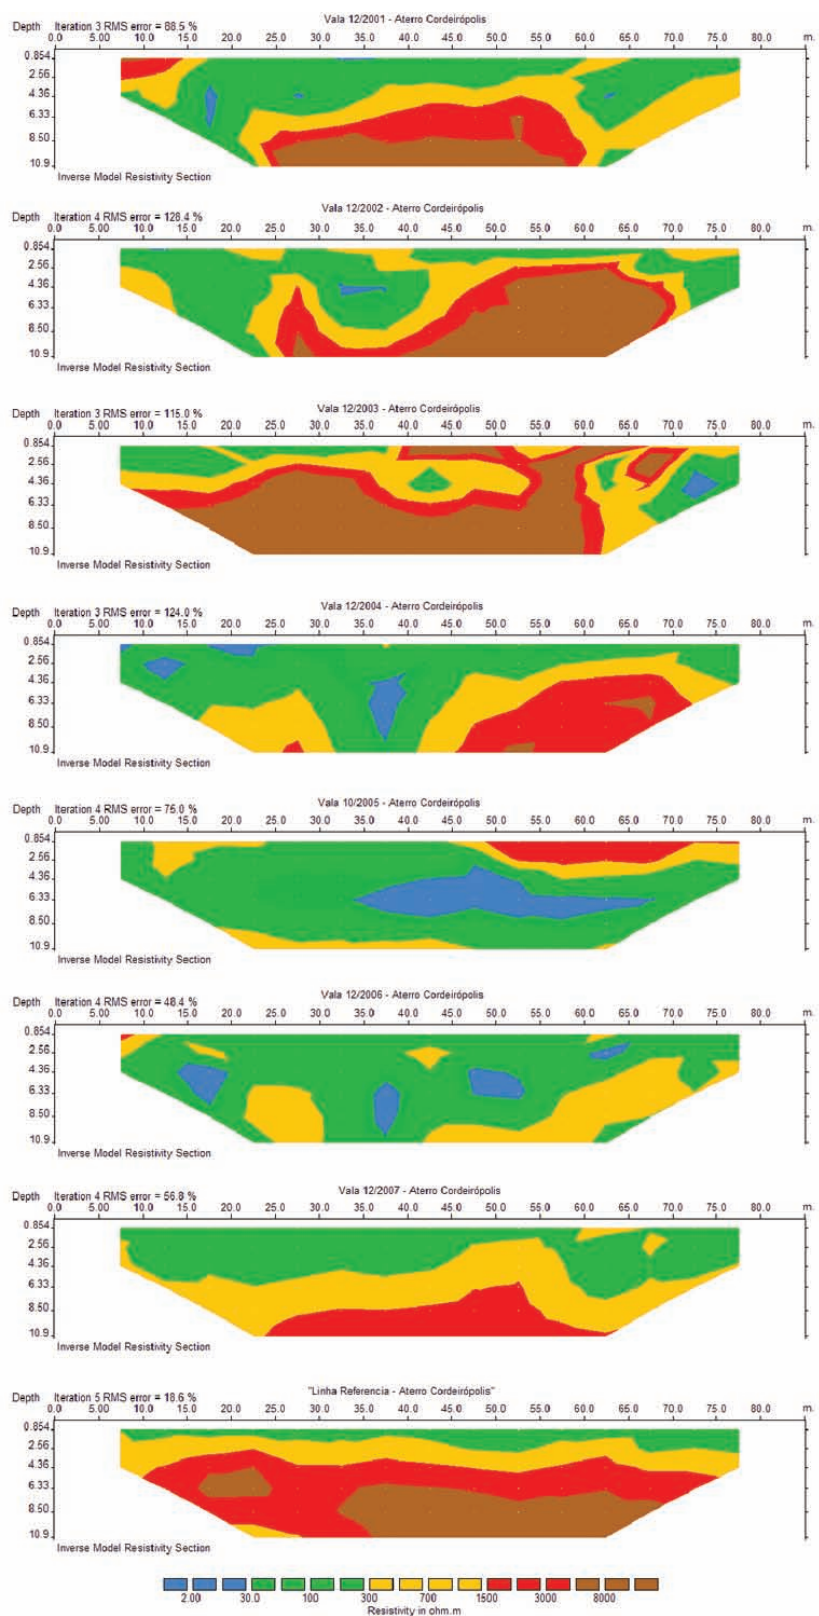 Vala 12/2001 - Aterro Cordeirópolis
Depth Iteration 3 RMS error = 88.5 %
0.0 5.00 10.0 15.0 20.0 25.0 30.0 35.0 40.0 45.0 50.0 55.0 60.0 65.0 70.0 75.0 80.0 m.
0.854
2.56
4.36
6.33
8.50
10.9
Inverse Model Resistivity Section
Vala 12/2002 - Aterro Cordeirópolis
Depth Iteration 4 RMS error = 128.4 %
0.0 5.00 10.0 15.0 20.0 25.0 30.0 35.0 40.0 45.0 50.0 55.0 60.0 65.0 70.0 75.0 80.0 m.
0.854
2.56
4.36
6.33
8.50
10.9
Inverse Model Resistivity Section
Vala 12/2003 - Aterro Cordeirópolis
Depth Iteration 3 RMS error = 115.0 %
0.0 5.00 10.0 15.0 20.0 25.0 30.0 35.0 40.0 45.0 50.0 55.0 60.0 65.0 70.0 75.0 80.0 m.
0.854
2.56
4.36
6.33
8.50
10.9
Inverse Model Resistivity Section
Vala 12/2004 - Aterro Cordeirópolis
Depth Iteration 3 RMS error = 124.0 %
0.0 5.00 10.0 15.0 20.0 25.0 30.0 35.0 40.0 45.0 50.0 55.0 60.0 65.0 70.0 75.0 80.0 m.
0.854
2.56
4.36
6.33
8.50
10.9
Inverse Model Resistivity Section
Vala 10/2005 - Aterro Cordeirópolis
Depth Iteration 4 RMS error = 75.0 %
0.0 5.00 10.0 15.0 20.0 25.0 30.0 35.0 40.0 45.0 50.0 55.0 60.0 65.0 70.0 75.0 80.0 m.
0.854
2.56
4.36
6.33
8.50
10.9
Inverse Model Resistivity Section
Vala 12/2006 - Aterro Cordeirópolis
Depth Iteration 4 RMS error = 48.4 %
0.0 5.00 10.0 15.0 20.0 25.0 30.0 35.0 40.0 45.0 50.0 55.0 60.0 65.0 70.0 75.0 80.0 m.
0.854
2.56
4.36
6.33
8.50
10.9
Inverse Model Resistivity Section
Vala 12/2007 - Aterro Cordeirópolis
Depth Iteration 4 RMS error = 56.8 %
0.0 5.00 10.0 15.0 20.0 25.0 30.0 35.0 40.0 45.0 50.0 55.0 60.0 65.0 70.0 75.0 80.0 m.
0.854
2.56
4.36
6.33
8.50
10.9
Inverse Model Resistivity Section
"Linha Referencia - Aterro Cordeirópolis"
Depth Iteration 5 RMS error = 18.6 %
0.0 5.00 10.0 15.0 20.0 25.0 30.0 35.0 40.0 45.0 50.0 55.0 60.0 65.0 70.0 75.0 80.0 m.
0.854
2.56
4.36
6.33
8.50
10.9
Inverse Model Resistivity Section
2.00 30.0 100 300 700 1500 3000 8000
Resistivity in ohm.m